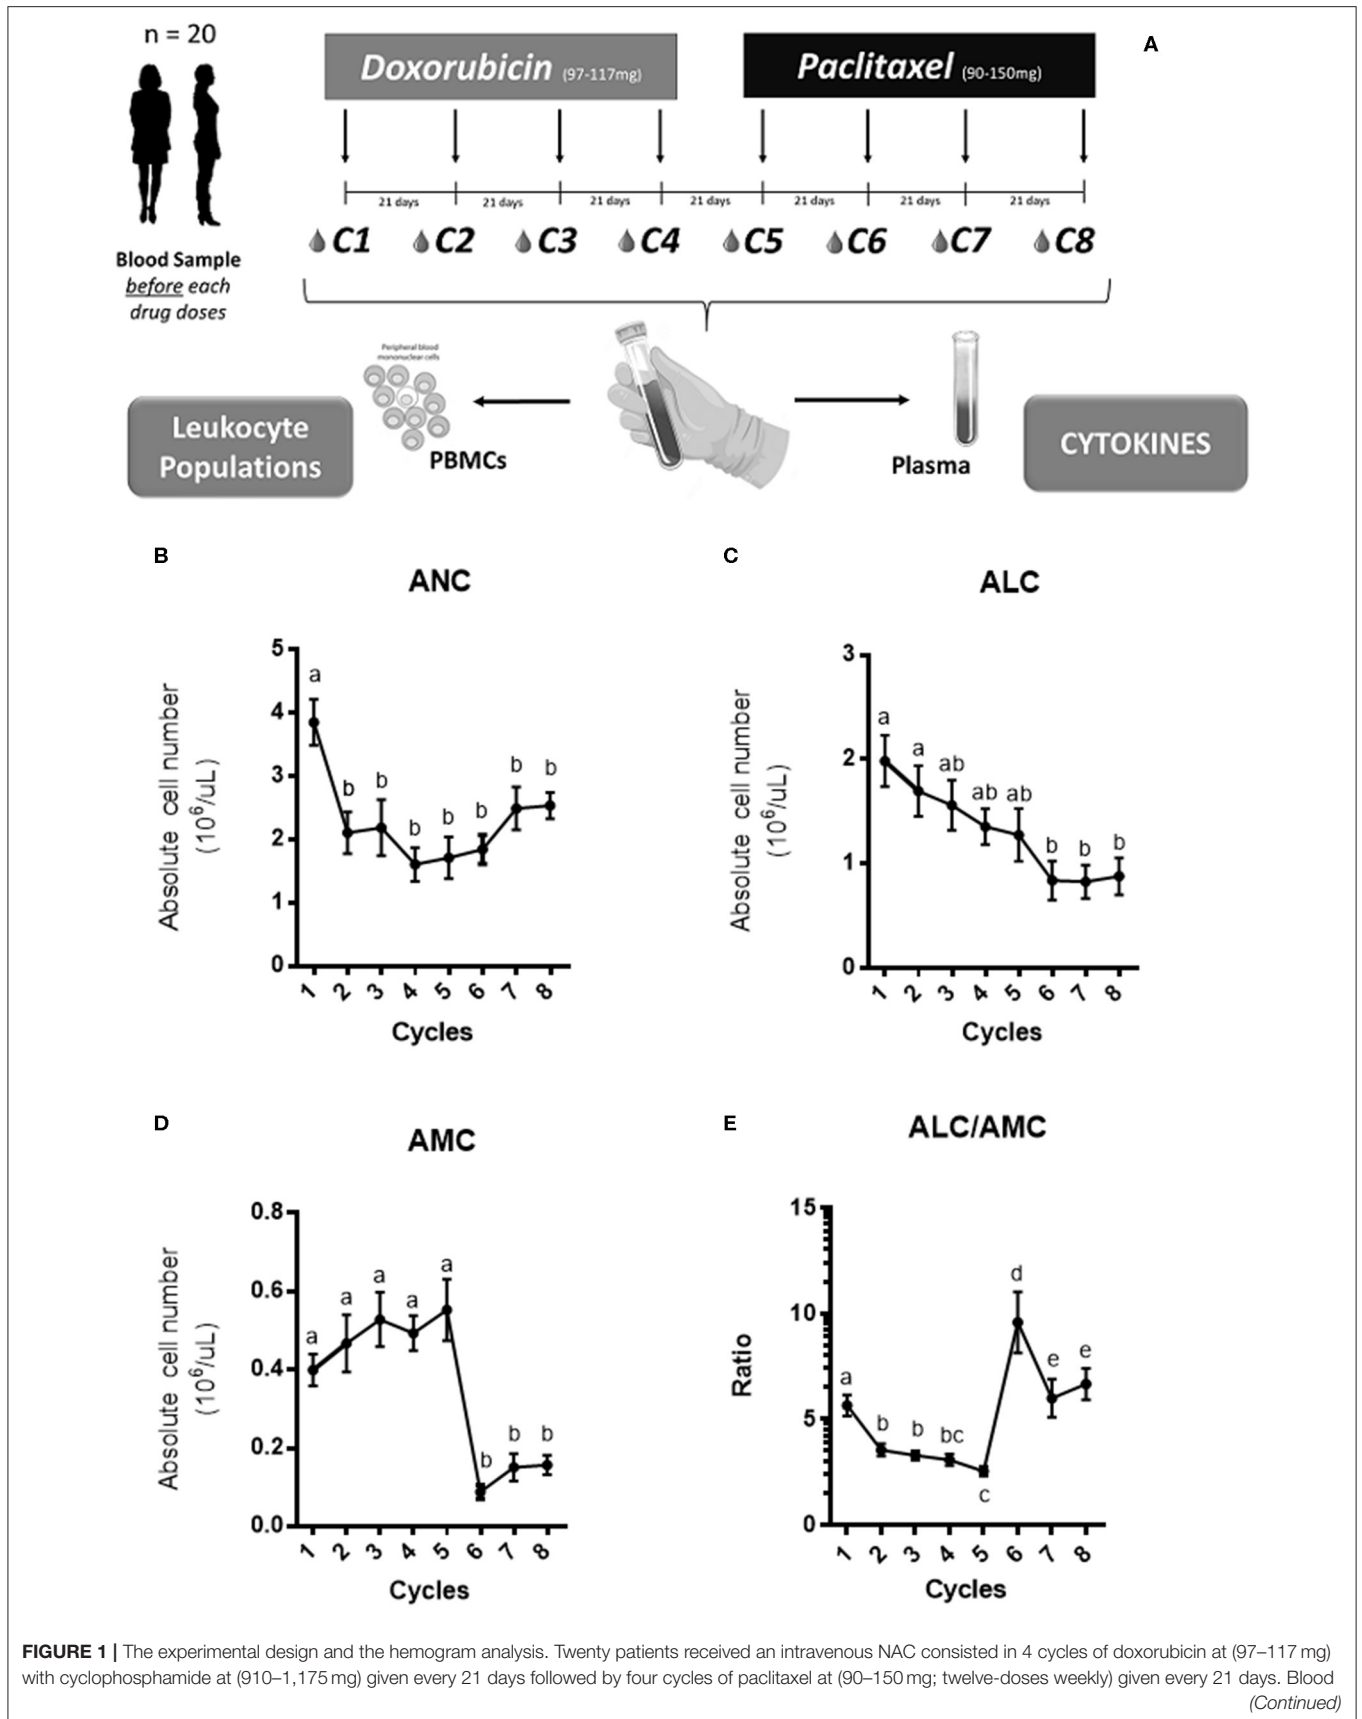 n = 20
A
Doxorubicin (97-117mg)
Paclitaxel (90-150mg)
21 days
21 days
21 days
21 days
21 days
21 days
21 days
C1
C2
C3
C4
C5
C6
C7
C8
Blood Sample
before each
drug doses
Peripheral blood
mononuclear cells
Leukocyte
Populations
PBMCs
Plasma
CYTOKINES
B
ANC
Absolute cell number
(10⁶/uL)
5
4
3
2
1
0
a
b
b
b
b
b
b
b
1
2
3
4
5
6
7
8
Cycles
C
ALC
Absolute cell number
(10⁶/uL)
3
2
1
0
a
a
ab
ab
ab
b
b
b
1
2
3
4
5
6
7
8
Cycles
D
AMC
Absolute cell number
(10⁶/uL)
0.8
0.6
0.4
0.2
0.0
a
a
a
a
a
b
b
b
1
2
3
4
5
6
7
8
Cycles
E
ALC/AMC
Ratio
15
10
5
0
a
b
b
bc
c
d
e
e
1
2
3
4
5
6
7
8
Cycles
FIGURE 1 | The experimental design and the hemogram analysis. Twenty patients received an intravenous NAC consisted in 4 cycles of doxorubicin at (97–117 mg)
with cyclophosphamide at (910–1,175 mg) given every 21 days followed by four cycles of paclitaxel at (90–150 mg; twelve-doses weekly) given every 21 days. Blood
(Continued)